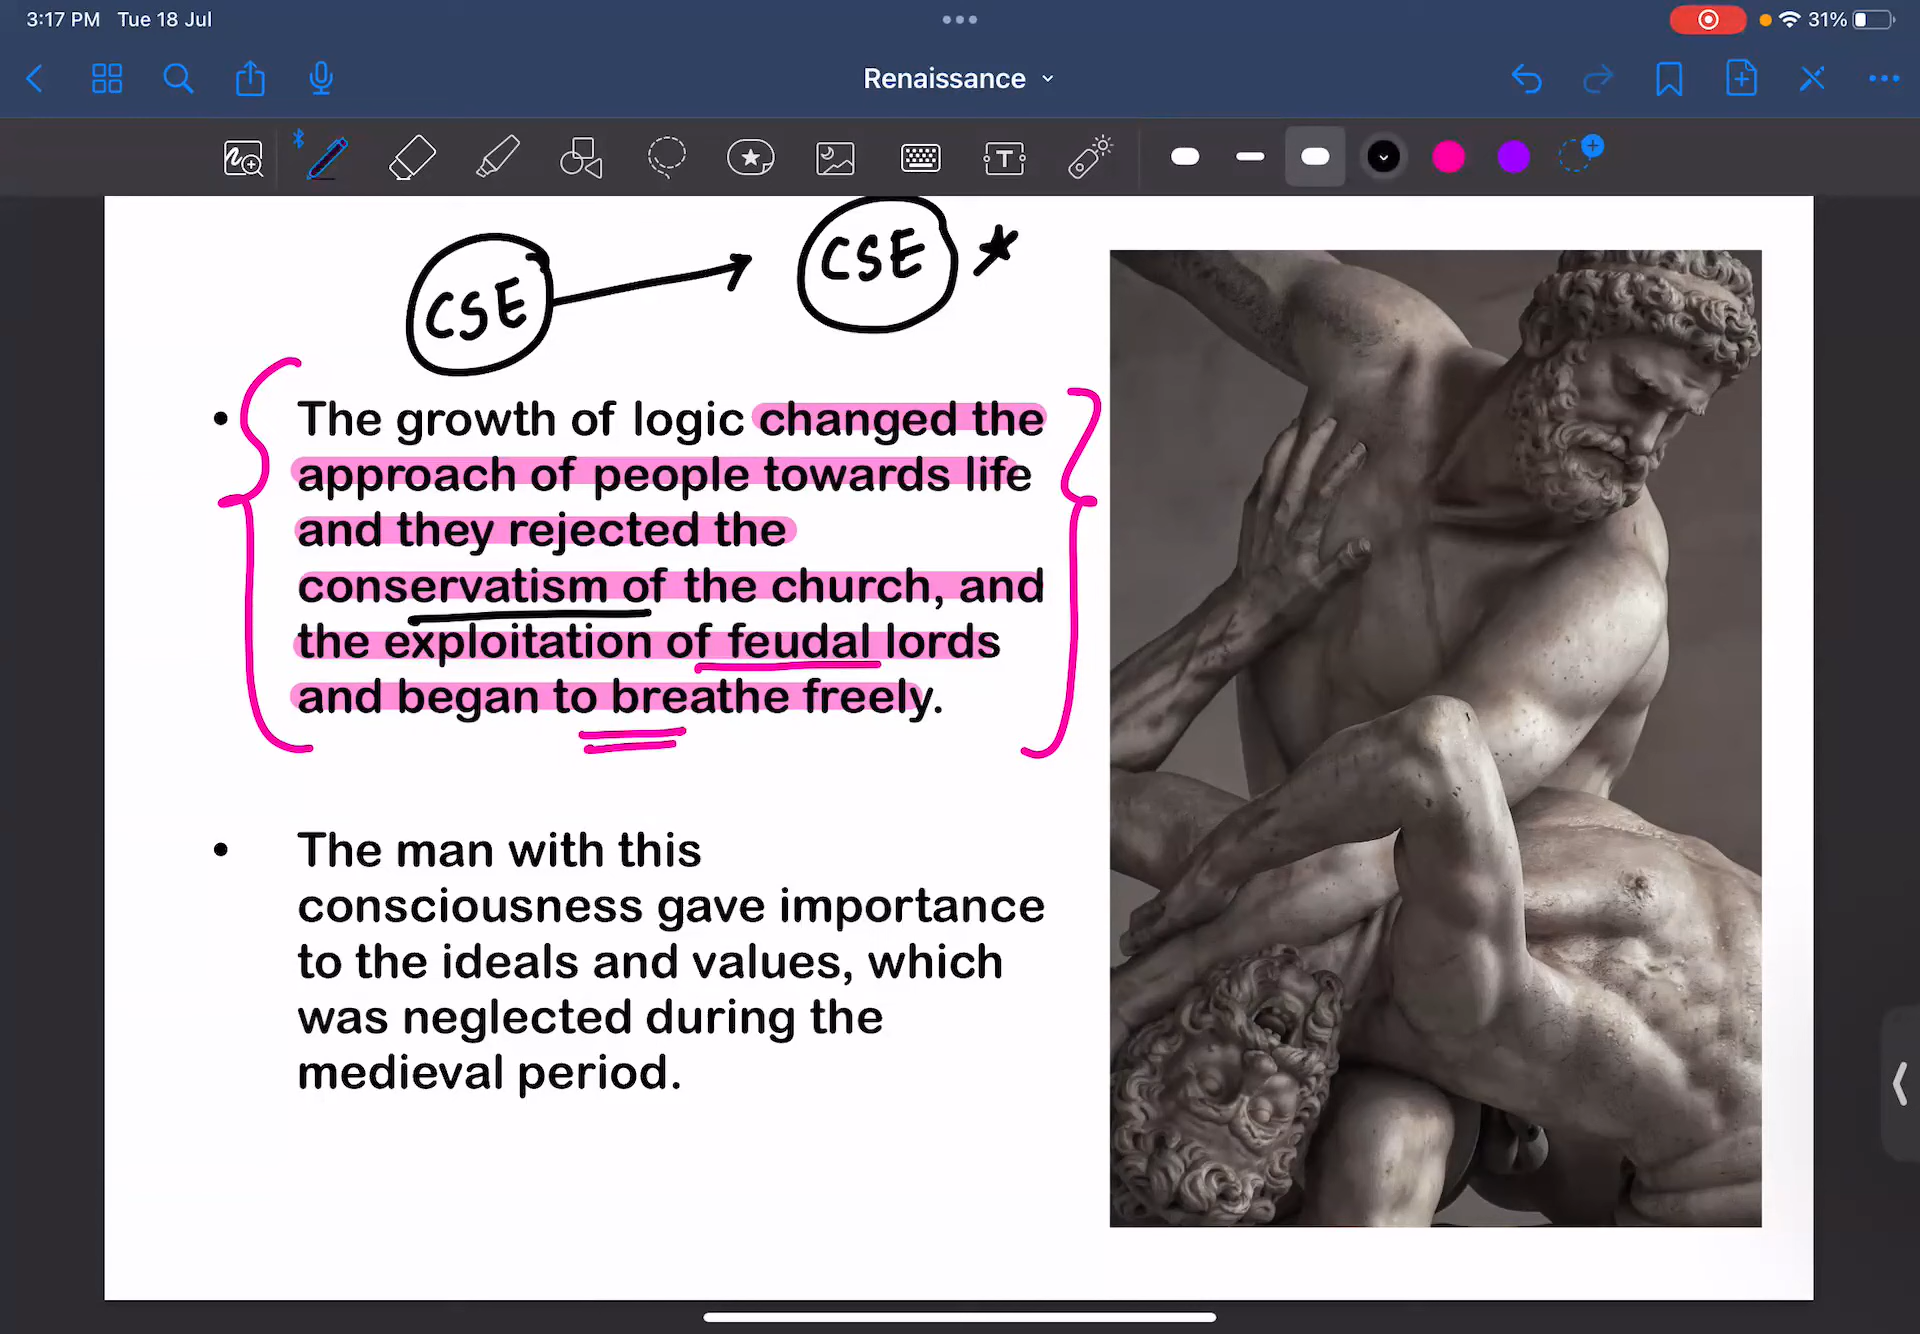 3:17 PM Tue 18 Jul
31%
Renaissance
T
CSE
CSE
• The growth of logic changed the
approach of people towards life
and they rejected the
conservatism of the church, and
the exploitation of feudal lords
and began to breathe freely.
• The man with this
consciousness gave importance
to the ideals and values, which
was neglected during the
medieval period.